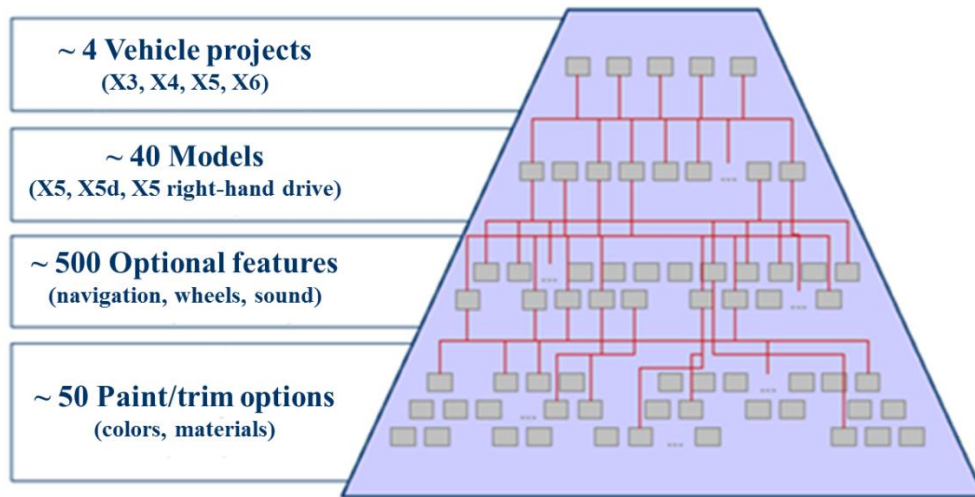 ~ 4 Vehicle projects
(X3, X4, X5, X6)
~ 40 Models
(X5, X5d, X5 right-hand drive)
~ 500 Optional features
(navigation, wheels, sound)
~ 50 Paint/trim options
(colors, materials)